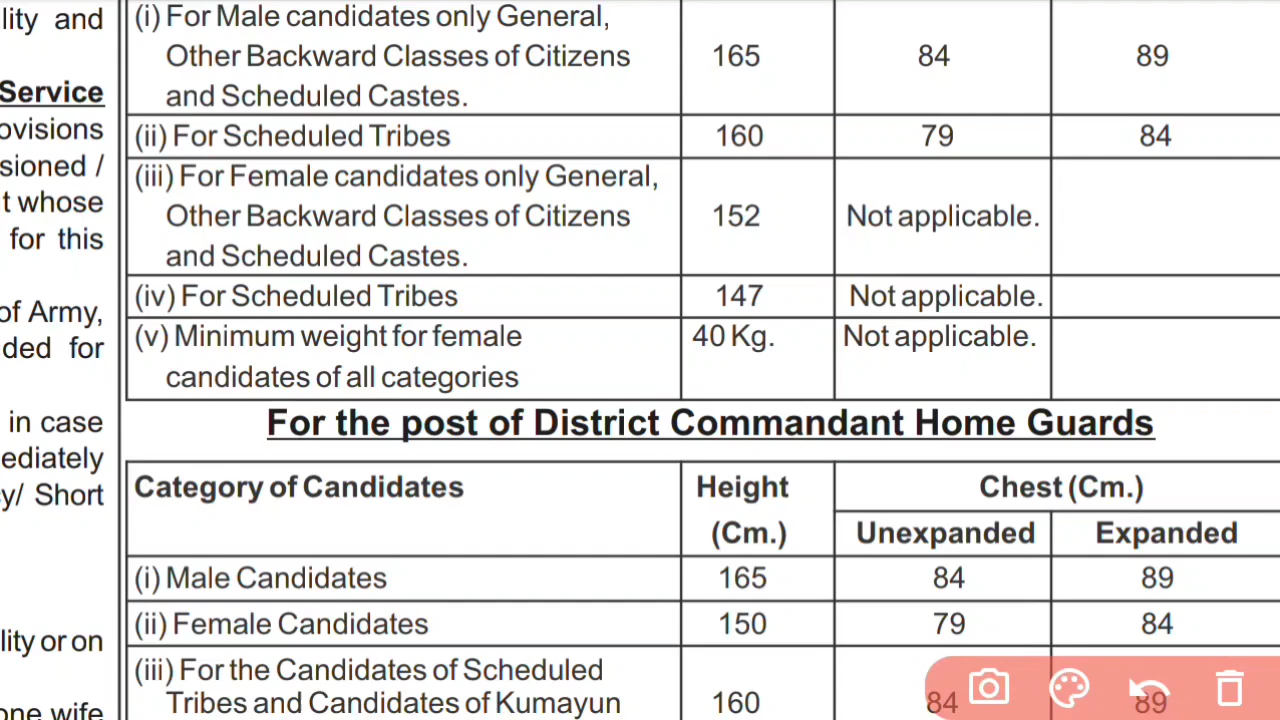 lity and
Service
ovisions
sioned /
t whose
for this
of Army,
ded for
in case
ediately
y/ Short
lity or on
one wife
(i) For Male candidates only General,
Other Backward Classes of Citizens
and Scheduled Castes.
165 84 89
(ii) For Scheduled Tribes 160 79 84
(iii) For Female candidates only General,
Other Backward Classes of Citizens
and Scheduled Castes.
152 Not applicable.
(iv) For Scheduled Tribes 147 Not applicable.
(v) Minimum weight for female
candidates of all categories
40 Kg. Not applicable.
For the post of District Commandant Home Guards
Category of Candidates Height Chest (Cm.)
(Cm.) Unexpanded Expanded
(i) Male Candidates 165 84 89
(ii) Female Candidates 150 79 84
(iii) For the Candidates of Scheduled
Tribes and Candidates of Kumayun 160 84 89